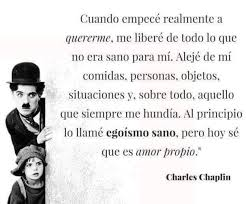 Cuando empecé realmente a
quererme, me liberé de todo lo que
no era sano para mí. Alejé de mí
comidas, personas, objetos,
situaciones y, sobre todo, aquello
que siempre me hundía. Al principio
lo llamé egoísmo sano, pero hoy sé
que es amor propio."
Charles Chaplin